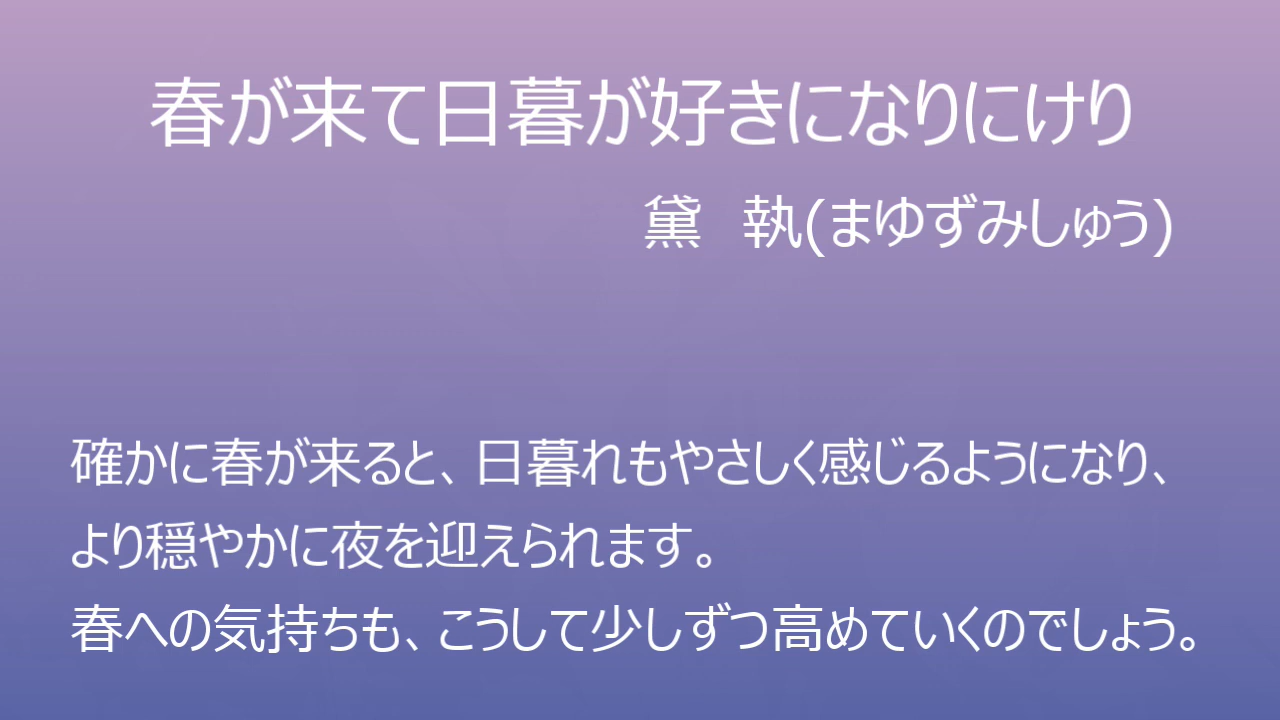 春が来て日暮が好きになりにけり
黛　執(まゆずみしゅう)
確かに春が来ると、日暮れもやさしく感じるようになり、
より穏やかに夜を迎えられます。
春への気持ちも、こうして少しずつ高めていくのでしょう。